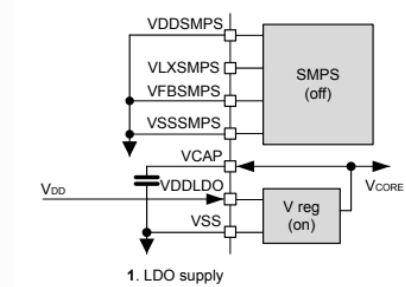 VDDSMPS
VLXSMPS
VFBSMPS
VSSSMPS
SMPS
(off)
VCAP
VDD
VDDLDO
VSS
V reg
(on)
VCORE
1. LDO supply